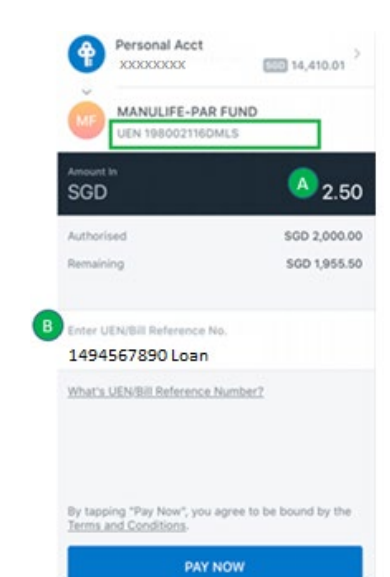 Personal Acct
XXXXXXXX
SGD 14,410.01
MF
MANULIFE-PAR FUND
UEN 198002116DMLS
Amount In
SGD
A
2.50
Authorised
SGD 2,000.00
Remaining
SGD 1,955.50
B
Enter UEN/Bill Reference No.
1494567890 Loan
What's UEN/Bill Reference Number?
By tapping "Pay Now", you agree to be bound by the
Terms and Conditions.
PAY NOW